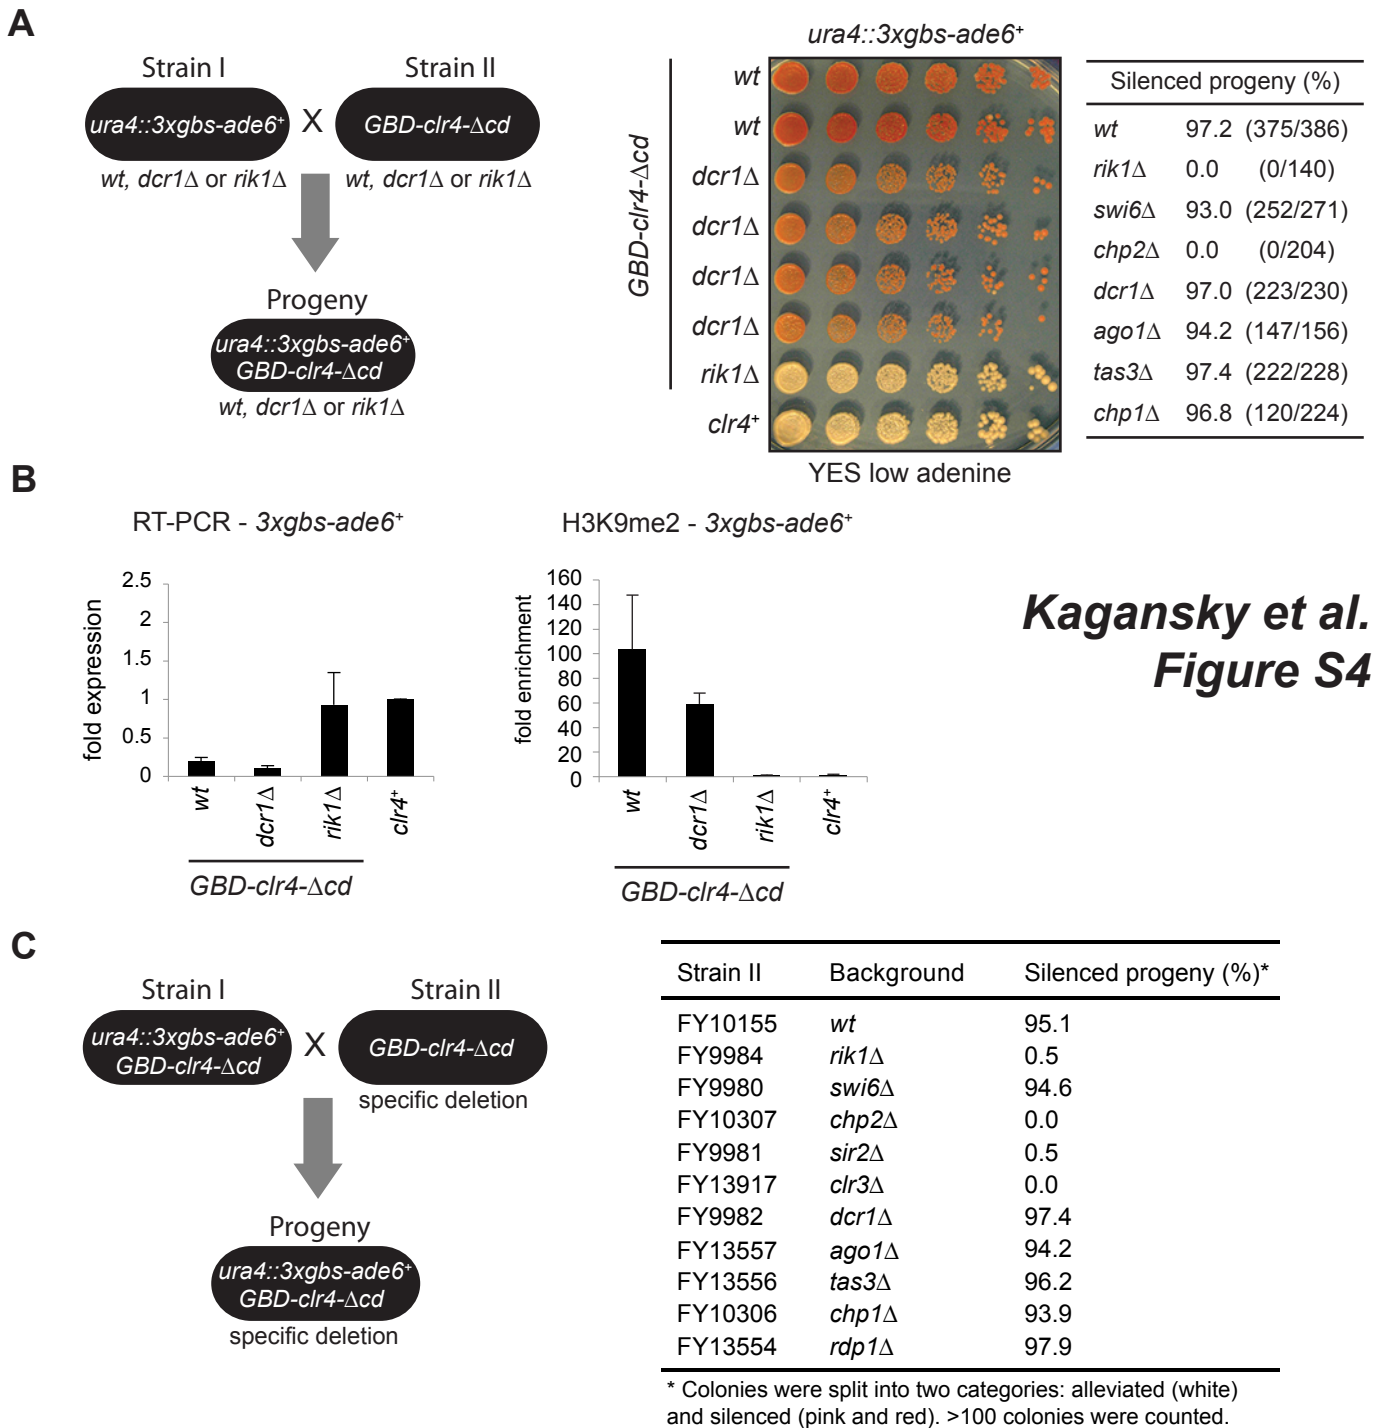 A
Strain I
Strain II
ura4::3xgbs-ade6+ X GBD-clr4-Δcd
wt, dcr1Δ or rik1Δ
wt, dcr1Δ or rik1Δ
Progeny
ura4::3xgbs-ade6+
GBD-clr4-Δcd
wt, dcr1Δ or rik1Δ
ura4::3xgbs-ade6+
GBD-clr4-Δcd
wt
wt
dcr1Δ
dcr1Δ
dcr1Δ
dcr1Δ
rik1Δ
clr4+
YES low adenine
Silenced progeny (%)
wt 97.2 (375/386)
rik1Δ 0.0 (0/140)
swi6Δ 93.0 (252/271)
chp2Δ 0.0 (0/204)
dcr1Δ 97.0 (223/230)
ago1Δ 94.2 (147/156)
tas3Δ 97.4 (222/228)
chp1Δ 96.8 (120/224)
B
RT-PCR - 3xgbs-ade6+
fold expression
2.5
2
1.5
1
0.5
0
wt dcr1Δ rik1Δ clr4+
GBD-clr4-Δcd
H3K9me2 - 3xgbs-ade6+
fold enrichment
160
140
120
100
80
60
40
20
0
wt dcr1Δ rik1Δ clr4+
GBD-clr4-Δcd
Kagansky et al.
Figure S4
C
Strain I
Strain II
ura4::3xgbs-ade6+
GBD-clr4-Δcd
X
GBD-clr4-Δcd
specific deletion
Progeny
ura4::3xgbs-ade6+
GBD-clr4-Δcd
specific deletion
Strain II Background Silenced progeny (%)*
FY10155 wt 95.1
FY9984 rik1Δ 0.5
FY9980 swi6Δ 94.6
FY10307 chp2Δ 0.0
FY9981 sir2Δ 0.5
FY13917 clr3Δ 0.0
FY9982 dcr1Δ 97.4
FY13557 ago1Δ 94.2
FY13556 tas3Δ 96.2
FY10306 chp1Δ 93.9
FY13554 rdp1Δ 97.9
* Colonies were split into two categories: alleviated (white)
and silenced (pink and red). >100 colonies were counted.